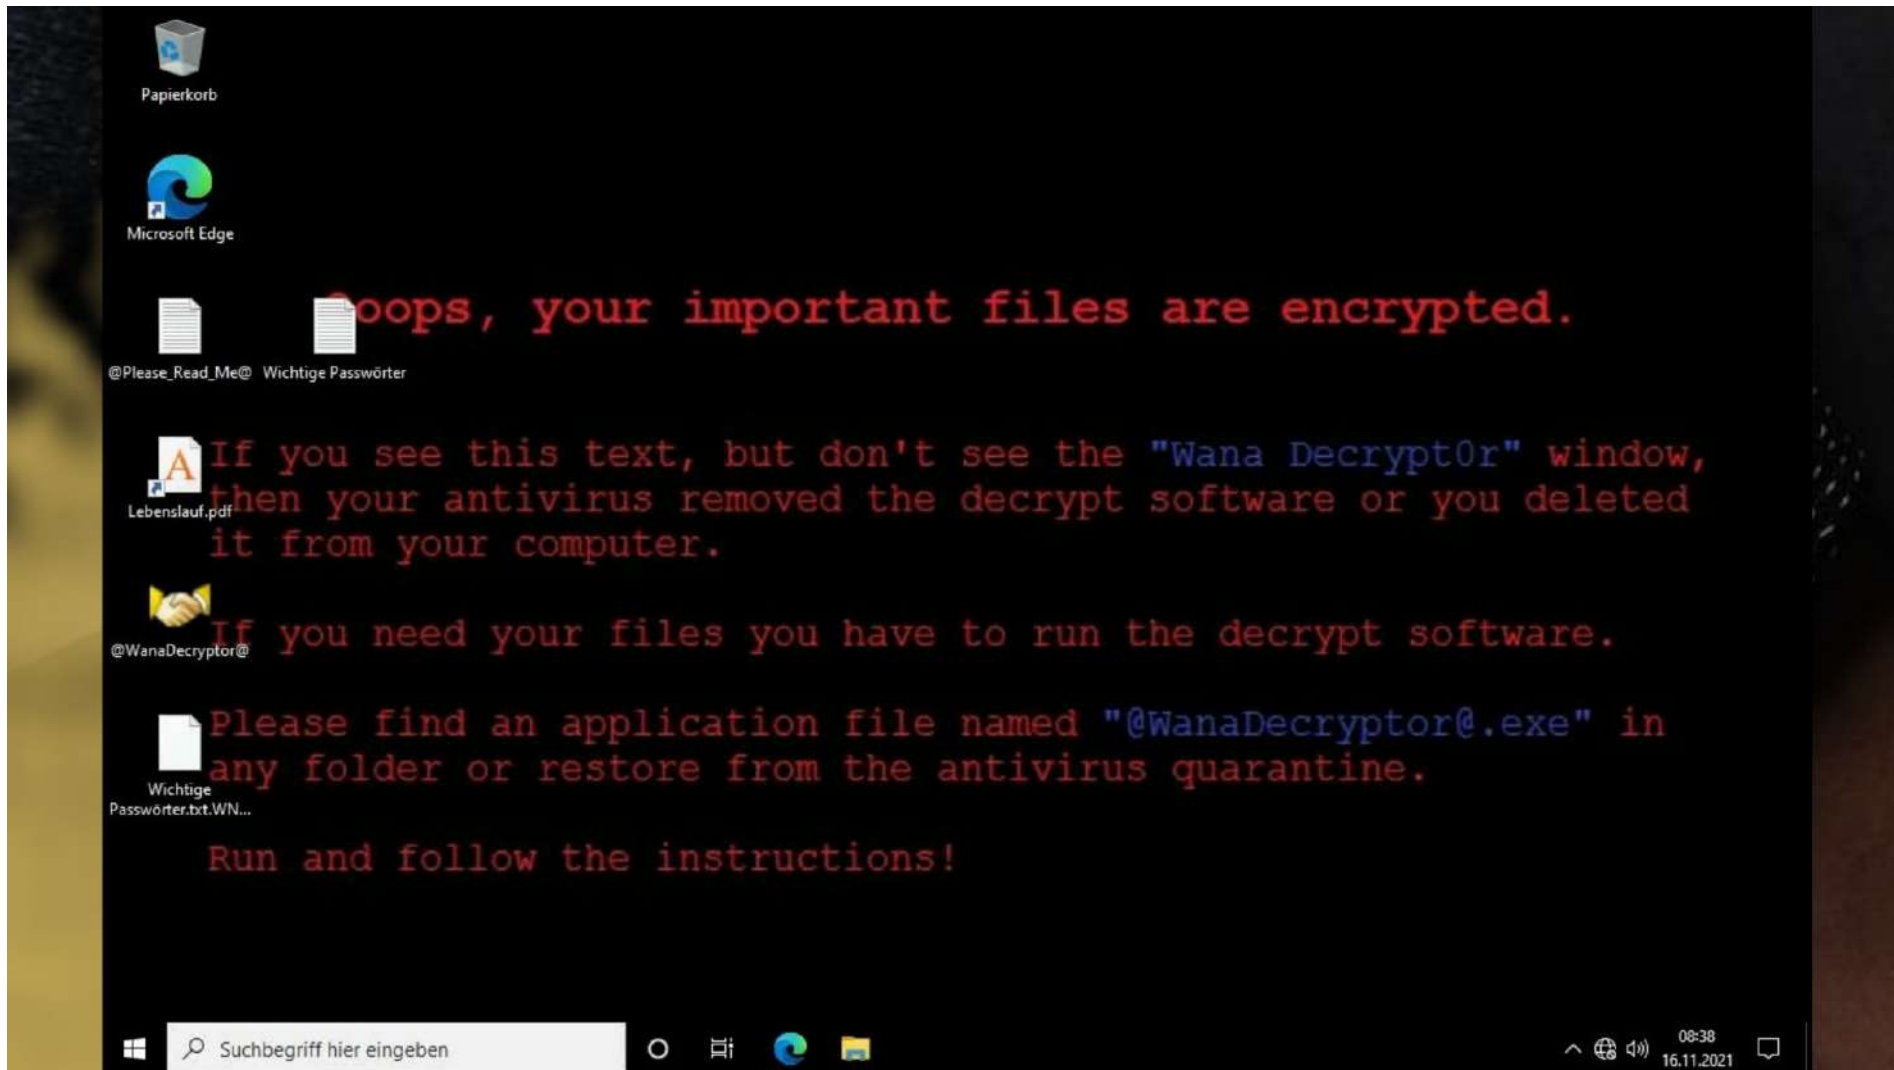 Papierkorb
Microsoft Edge
oops, your important files are encrypted.
@Please_Read_Me@
Wichtige Passwörter
If you see this text, but don't see the "Wana Decrypt0r" window,
then your antivirus removed the decrypt software or you deleted
it from your computer.
Lebenslauf.pdf
If you need your files you have to run the decrypt software.
@WanaDecryptor@
Please find an application file named "@WanaDecryptor@.exe" in
any folder or restore from the antivirus quarantine.
Wichtige
Passwörter.txt.WN...
Run and follow the instructions!
Suchbegriff hier eingeben
08:38
16.11.2021